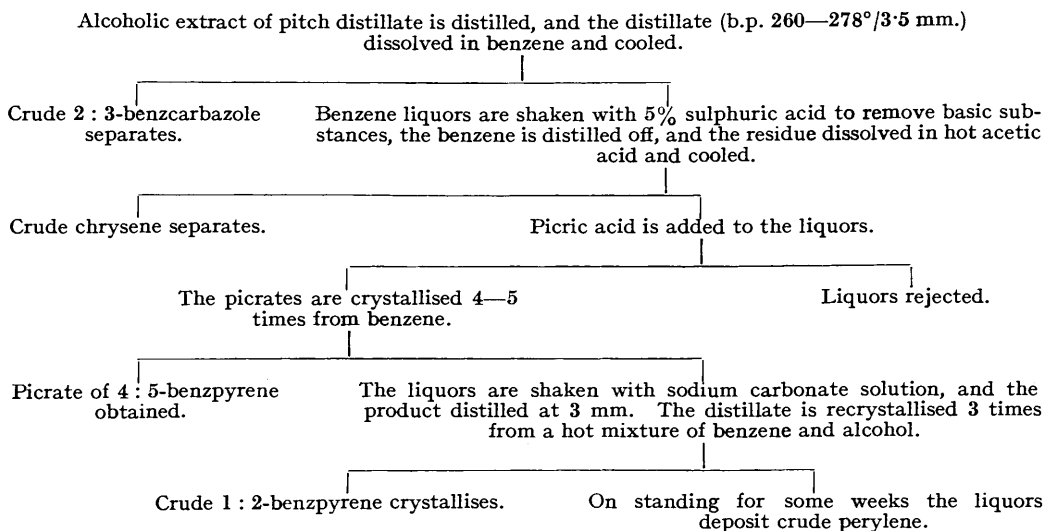 Alcoholic extract of pitch distillate is distilled, and the distillate (b.p. 260—278°/3·5 mm.)
dissolved in benzene and cooled.
Crude 2 : 3-benzcarbazole
separates.
Benzene liquors are shaken with 5% sulphuric acid to remove basic sub-
stances, the benzene is distilled off, and the residue dissolved in hot acetic
acid and cooled.
Crude chrysene separates.
Picric acid is added to the liquors.
The picrates are crystallised 4—5
times from benzene.
Liquors rejected.
Picrate of 4 : 5-benzpyrene
obtained.
The liquors are shaken with sodium carbonate solution, and the
product distilled at 3 mm. The distillate is recrystallised 3 times
from a hot mixture of benzene and alcohol.
Crude 1 : 2-benzpyrene crystallises.
On standing for some weeks the liquors
deposit crude perylene.